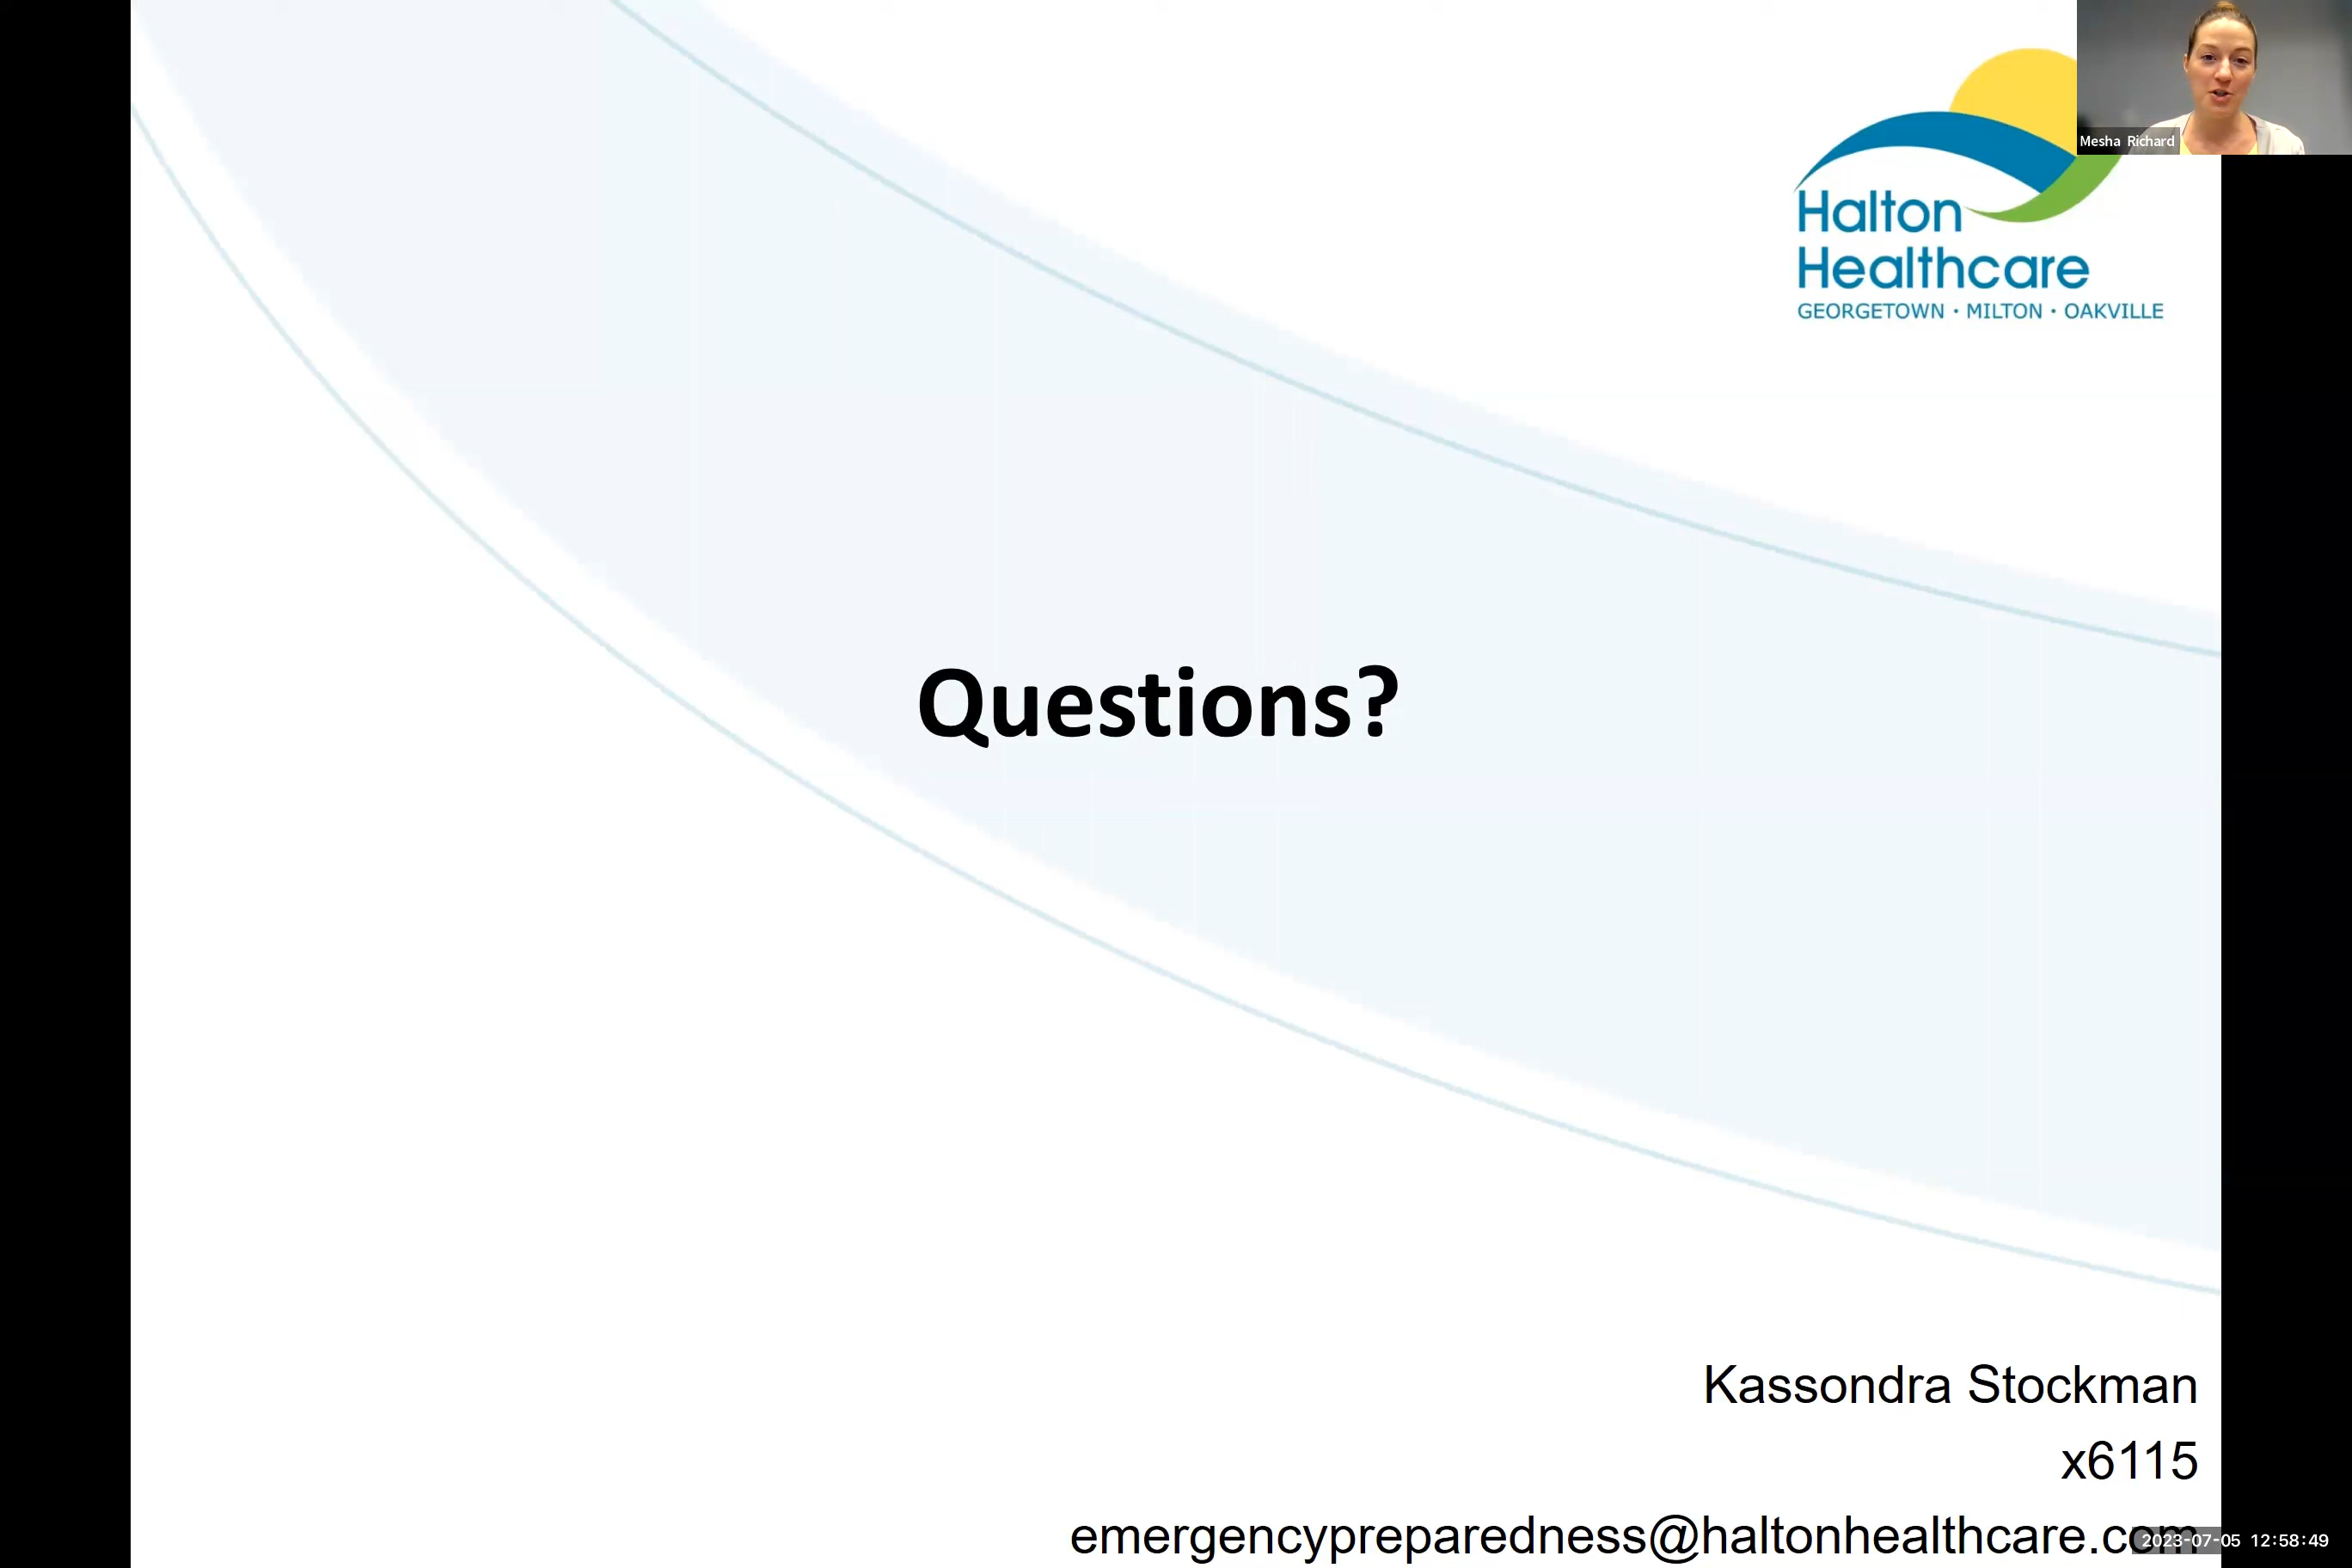 Mesha Richard
Halton
Healthcare
GEORGETOWN • MILTON • OAKVILLE
Questions?
Kassondra Stockman
x6115
emergencypreparedness@haltonhealthcare.com
2023-07-05 12:58:49